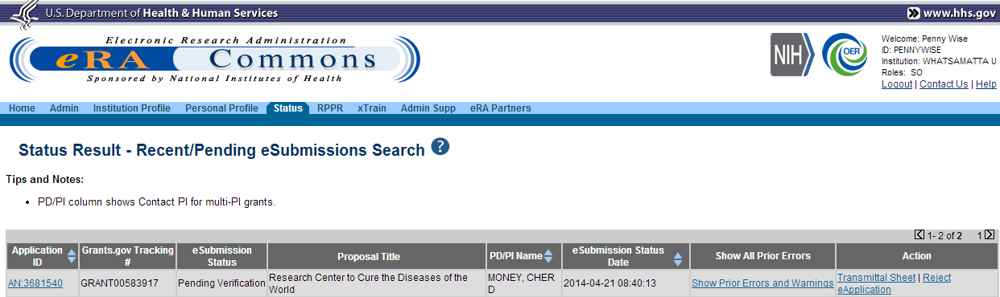 U.S. Department of Health & Human Services
www.hhs.gov
Electronic Research Administration
eRA Commons
Sponsored by National Institutes of Health
NIH
OER
Welcome: Penny Wise
ID: PENNYWISE
Institution: WHATSAMATTA U
Roles: SO
Logout | Contact Us | Help
Home Admin Institution Profile Personal Profile Status RPPR xTrain Admin Supp eRA Partners
Status Result - Recent/Pending eSubmissions Search ?
Tips and Notes:
• PD/PI column shows Contact PI for multi-PI grants.
1- 2 of 2 1
Application ID
Grants.gov Tracking #
eSubmission Status
Proposal Title
PD/PI Name
eSubmission Status Date
Show All Prior Errors
Action
AN:3681540
GRANT00583917
Pending Verification
Research Center to Cure the Diseases of the
World
MONEY, CHER
D
2014-04-21 08:40:13
Show Prior Errors and Warnings
Transmittal Sheet | Reject
eApplication